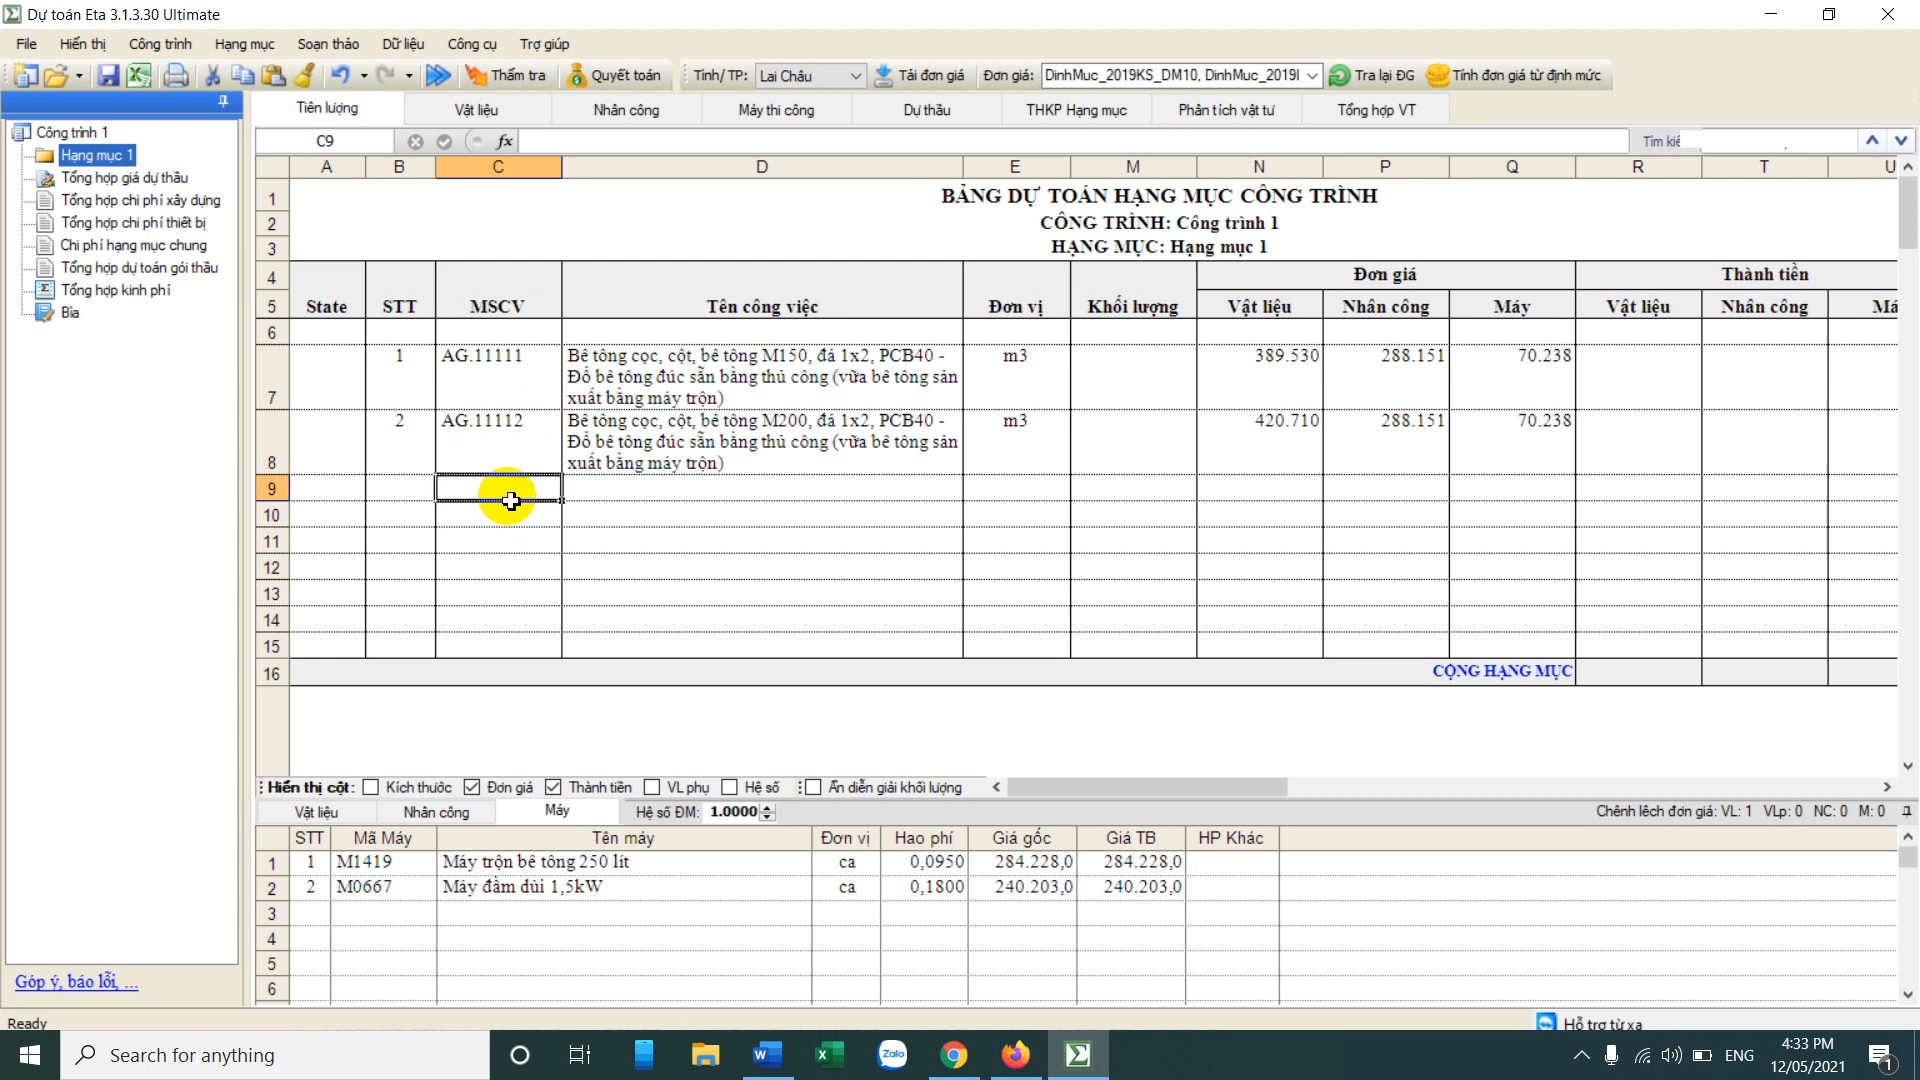 Dự toán Eta 3.1.3.30 Ultimate
File Hiển thị Công trình Hạng mục Soạn thảo Dữ liệu Công cụ Trợ giúp
Thẩm tra Quyết toán Tỉnh/ TP: Lai Châu Tải đơn giá Đơn giá: DinhMuc_2019KS_DM10, DinhMuc_2019I Tra lại ĐG Tính đơn giá từ định mức
Tiên lượng Vật liệu Nhân công Máy thi công Dự thầu THKP Hạng mục Phân tích vật tư Tổng hợp VT
Công trình 1
Hạng mục 1
Tổng hợp giá dự thầu
Tổng hợp chi phí xây dựng
Tổng hợp chi phí thiết bị
Chi phí hạng mục chung
Tổng hợp dự toán gói thầu
Tổng hợp kinh phí
Bìa
Góp ý, báo lỗi, ...
C9 fx Tìm kiế
A B C D E M N P Q R T U
1 BẢNG DỰ TOÁN HẠNG MỤC CÔNG TRÌNH
2 CÔNG TRÌNH: Công trình 1
3 HẠNG MỤC: Hạng mục 1
4 Đơn giá Thành tiền
5 State STT MSCV Tên công việc Đơn vị Khối lượng Vật liệu Nhân công Máy Vật liệu Nhân công Má
6
1 AG.11111 Bê tông cọc, cột, bê tông M150, đá 1x2, PCB40 - m3 389.530 288.151 70.238
Đổ bê tông đúc sẵn bằng thủ công (vữa bê tông sản
7 xuất bằng máy trộn)
2 AG.11112 Bê tông cọc, cột, bê tông M200, đá 1x2, PCB40 - m3 420.710 288.151 70.238
Đổ bê tông đúc sẵn bằng thủ công (vữa bê tông sản
8 xuất bằng máy trộn)
9
10
11
12
13
14
15
16 CỘNG HẠNG MỤC
Hiển thị cột: Kích thước Đơn giá Thành tiền VL phụ Hệ số Ẩn diễn giải khối lượng
Vật liệu Nhân công Máy Hệ số ĐM: 1.0000 Chênh lệch đơn giá: VL: 1 VLp: 0 NC: 0 M: 0
STT Mã Máy Tên máy Đơn vị Hao phí Giá gốc Giá TB HP Khác
1 1 M1419 Máy trộn bê tông 250 lít ca 0,0950 284.228,0 284.228,0
2 2 M0667 Máy đầm dùi 1,5kW ca 0,1800 240.203,0 240.203,0
3
4
5
6
Ready Hỗ trợ từ xa
Search for anything Zalo ENG 4:33 PM
12/05/2021 1